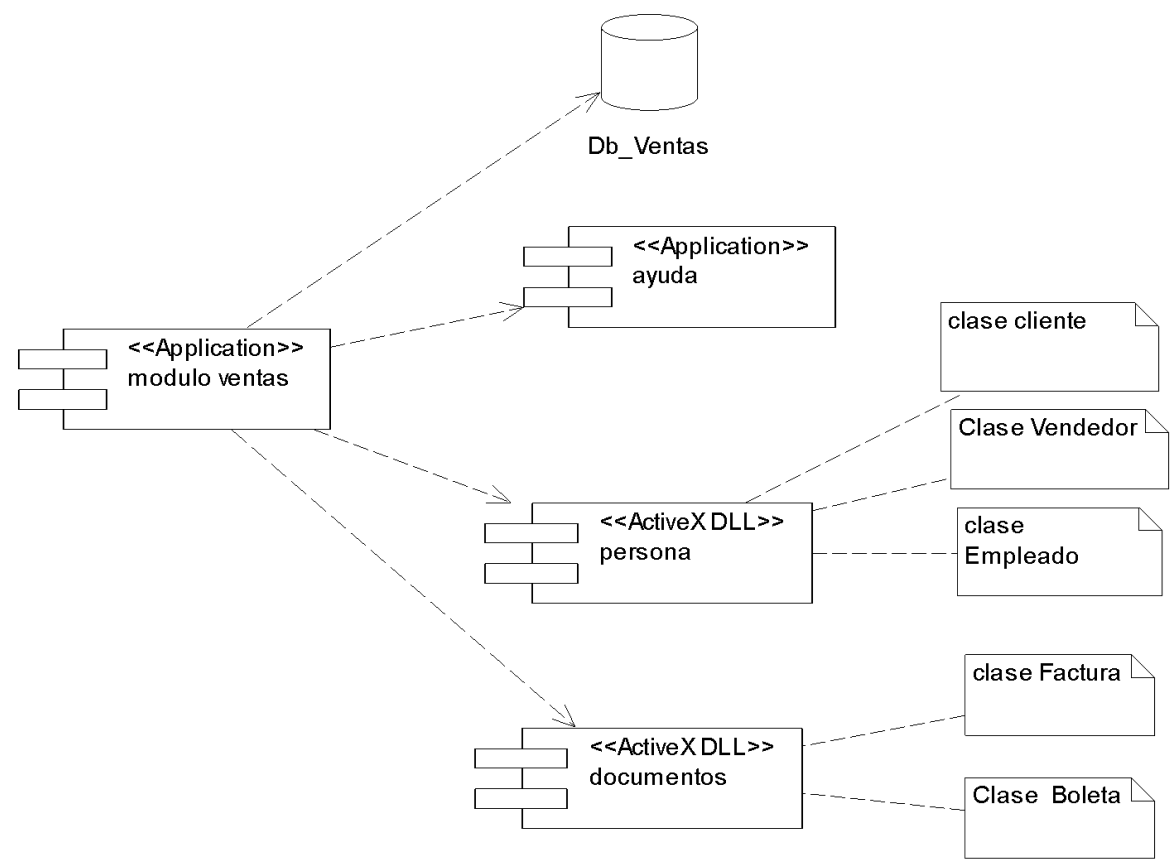 Db_Ventas
<<Application>>
ayuda
<<Application>>
modulo ventas
clase cliente
Clase Vendedor
<<ActiveX DLL>>
persona
clase
Empleado
clase Factura
<<ActiveX DLL>>
documentos
Clase Boleta